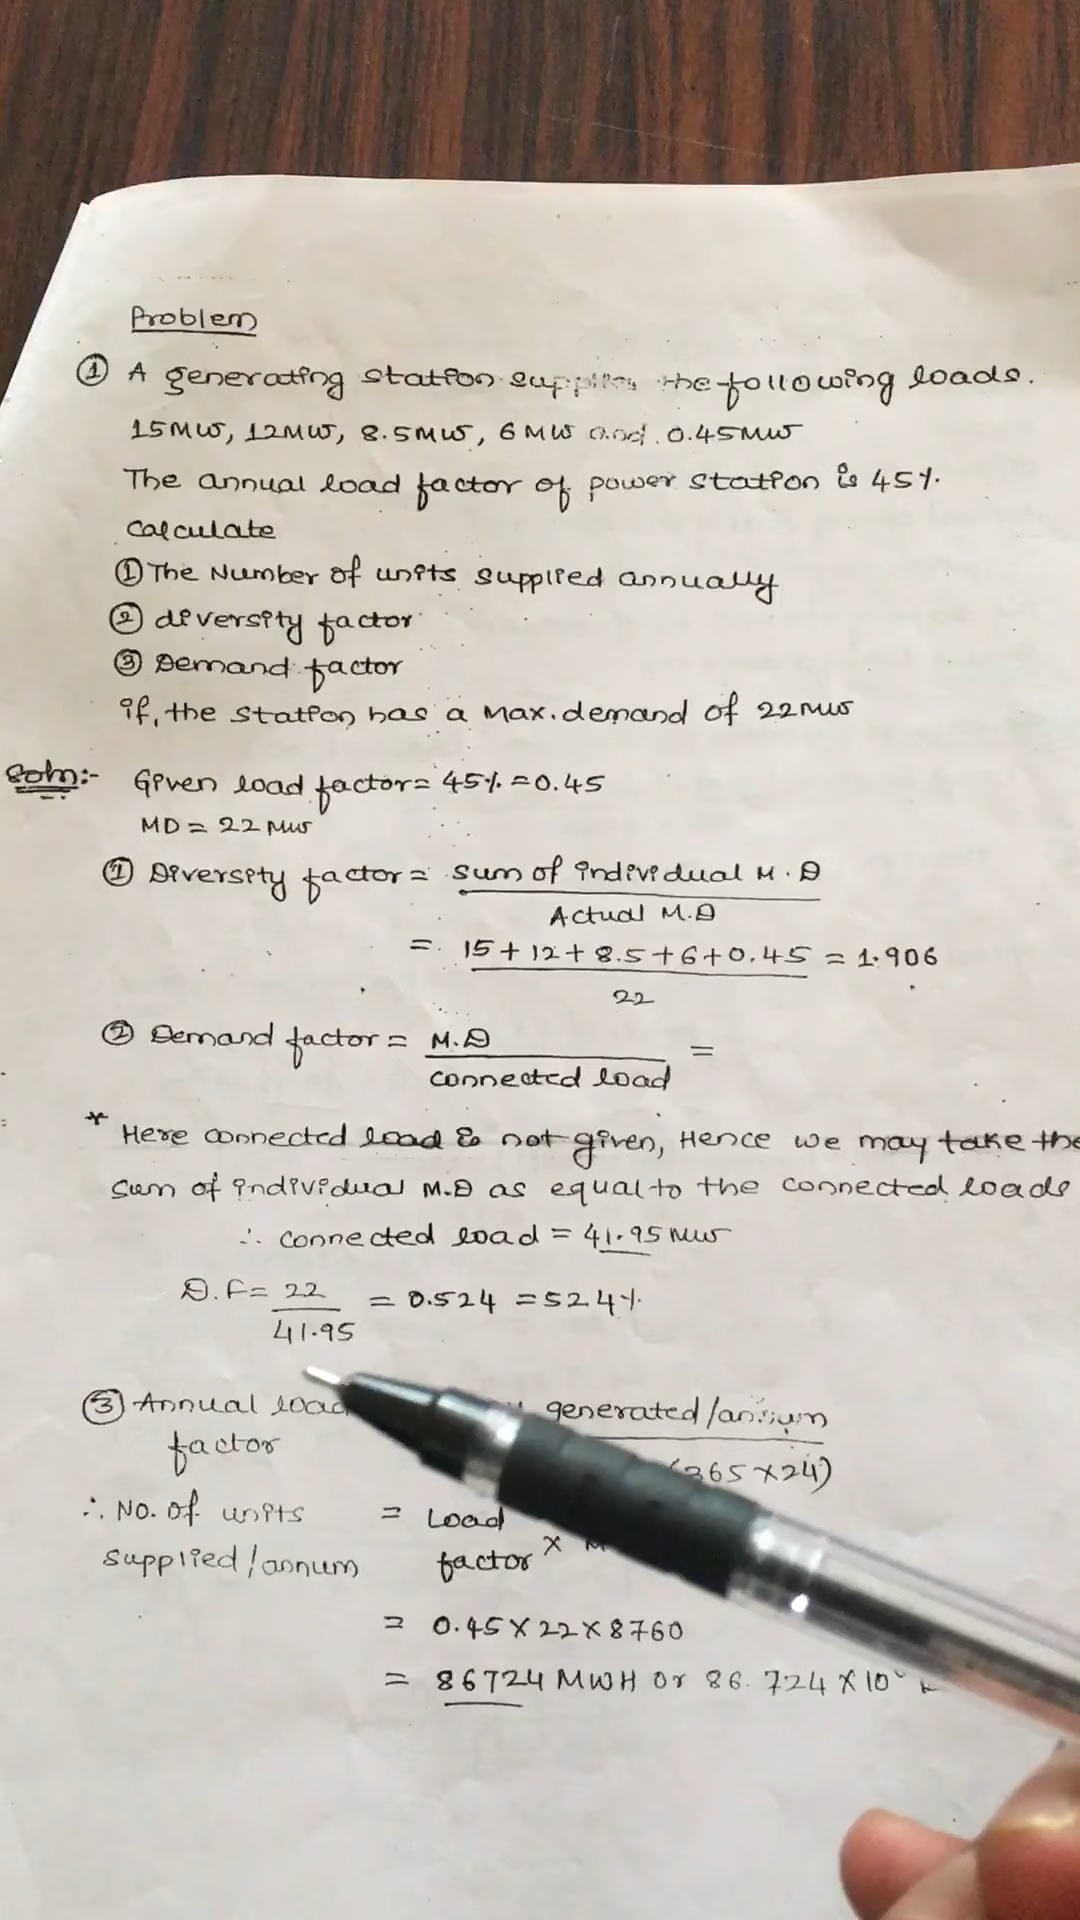 Problem
① A generating station supplies the following loads.
15MW, 12MW, 8.5MW, 6 MW and 0.45MW
The annual load factor of power station is 45%.
calculate
① The Number of units supplied annually
② diversity factor
③ Demand factor
if, the station has a Max. demand of 22MW
Soln:- Given load factor = 45% = 0.45
MD = 22 MW
① Diversity factor = sum of individual M.D
Actual M.D
= 15 + 12 + 8.5 + 6 + 0.45 = 1.906
22
② Demand factor = M.D =
connected load
* Here connected load is not given, Hence we may take the
sum of individual M.D as equal to the connected loads
∴ connected load = 41.95 MW
D.F = 22 = 0.524 = 524%
41.95
③ Annual load generated/annum
factor (365×24)
∴ No. of units = Load
supplied/annum factor ×
= 0.45 × 22 × 8760
= 86724 MWH or 86.724 × 10